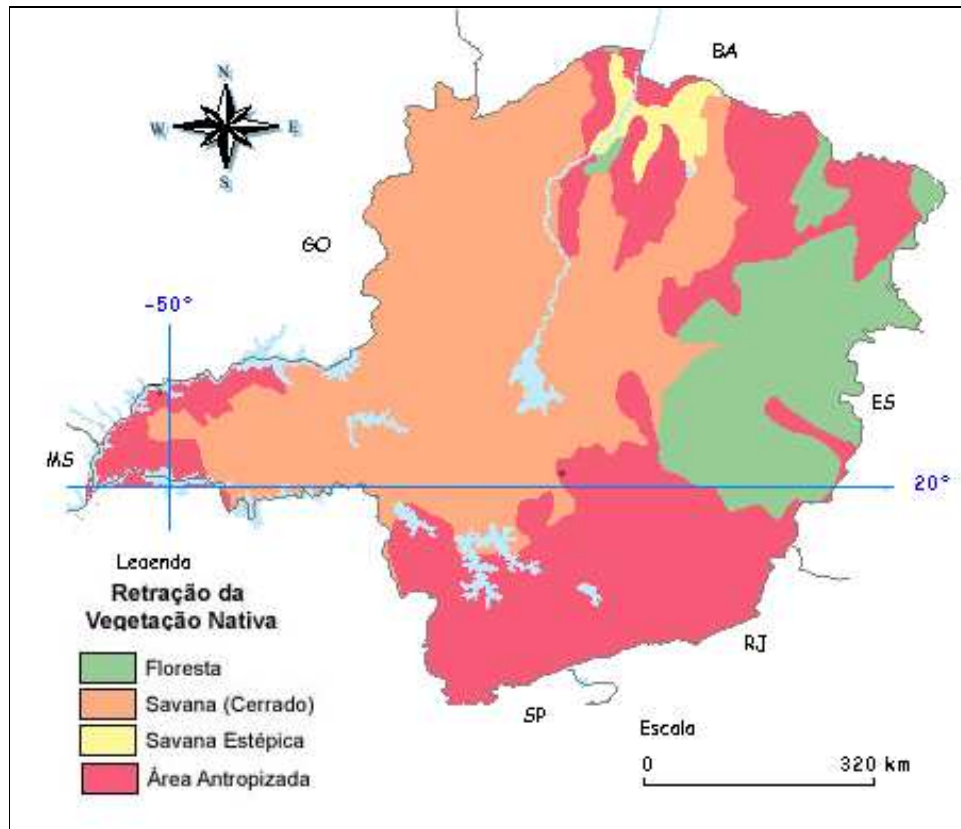 BA
N
W
E
S
GO
-50°
ES
MS
20°
Legenda
Retração da
Vegetação Nativa
Floresta
Savana (Cerrado)
Savana Estépica
Área Antropizada
RJ
SP
Escala
0 320 km